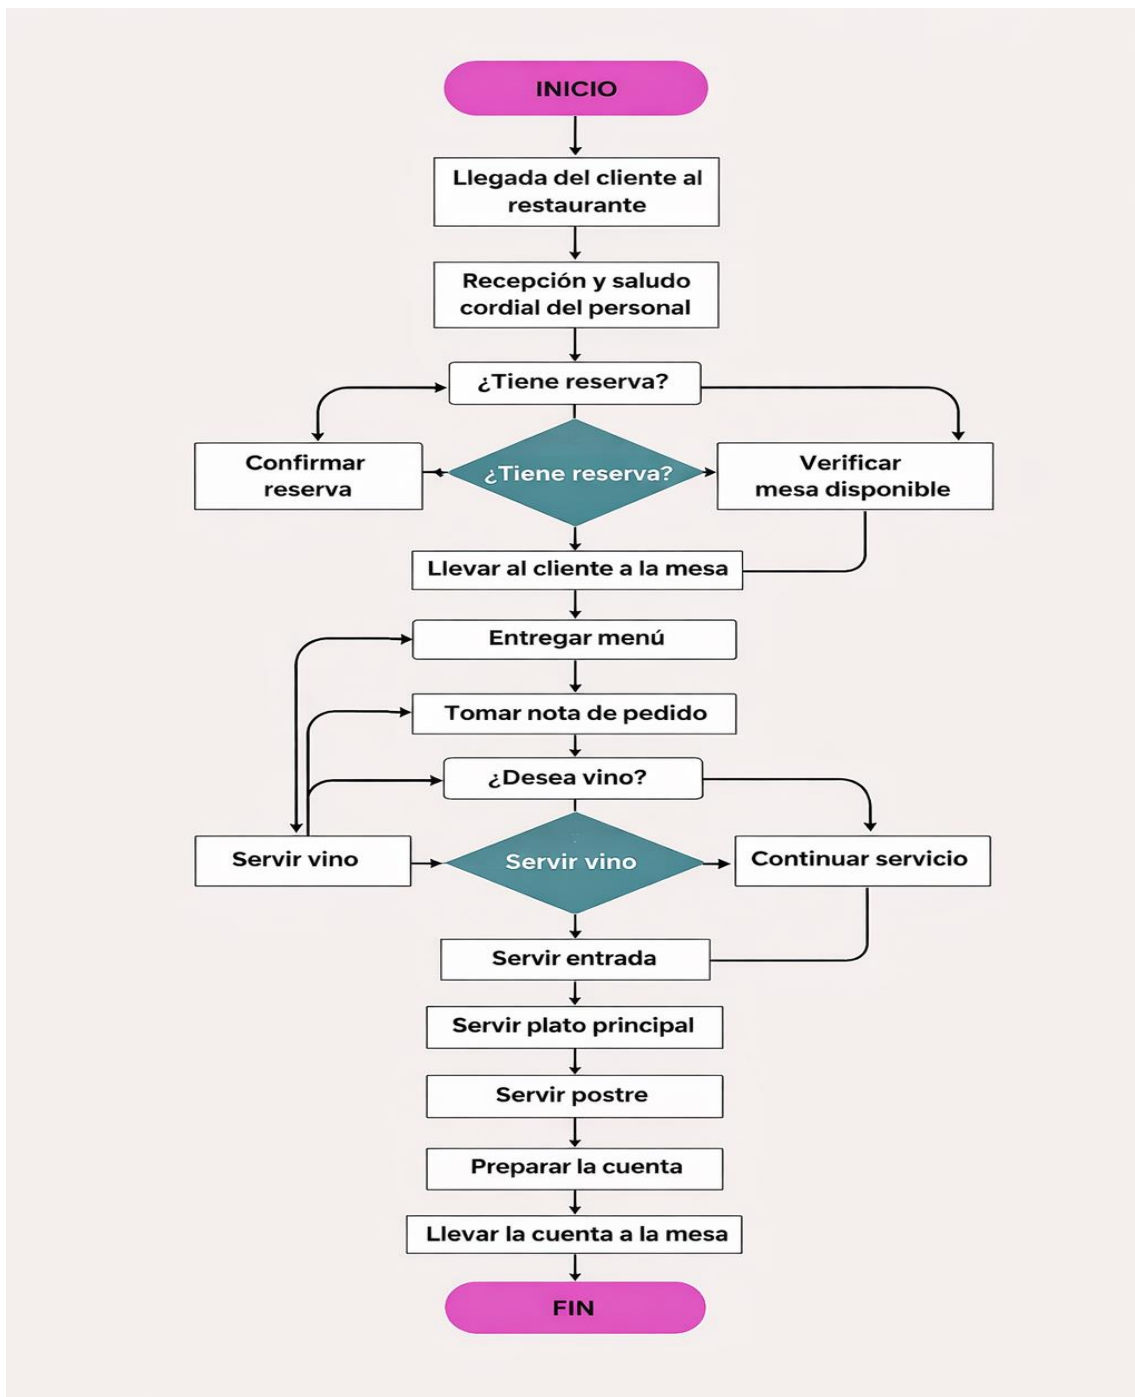 INICIO
Llegada del cliente al
restaurante
Recepción y saludo
cordial del personal
¿Tiene reserva?
Confirmar
reserva
¿Tiene reserva?
Verificar
mesa disponible
Llevar al cliente a la mesa
Entregar menú
Tomar nota de pedido
¿Desea vino?
Servir vino
Servir vino
Continuar servicio
Servir entrada
Servir plato principal
Servir postre
Preparar la cuenta
Llevar la cuenta a la mesa
FIN